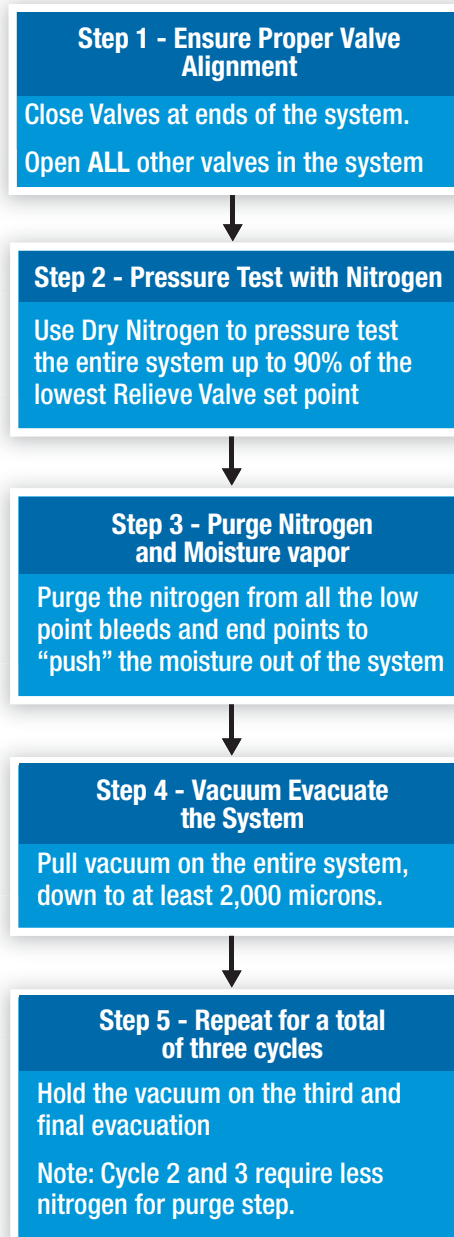 Step 1 - Ensure Proper Valve
Alignment
Close Valves at ends of the system.
Open ALL other valves in the system
Step 2 - Pressure Test with Nitrogen
Use Dry Nitrogen to pressure test
the entire system up to 90% of the
lowest Relieve Valve set point
Step 3 - Purge Nitrogen
and Moisture vapor
Purge the nitrogen from all the low
point bleeds and end points to
“push” the moisture out of the system
Step 4 - Vacuum Evacuate
the System
Pull vacuum on the entire system,
down to at least 2,000 microns.
Step 5 - Repeat for a total
of three cycles
Hold the vacuum on the third and
final evacuation
Note: Cycle 2 and 3 require less
nitrogen for purge step.